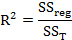 R² = SS_reg / SS_T